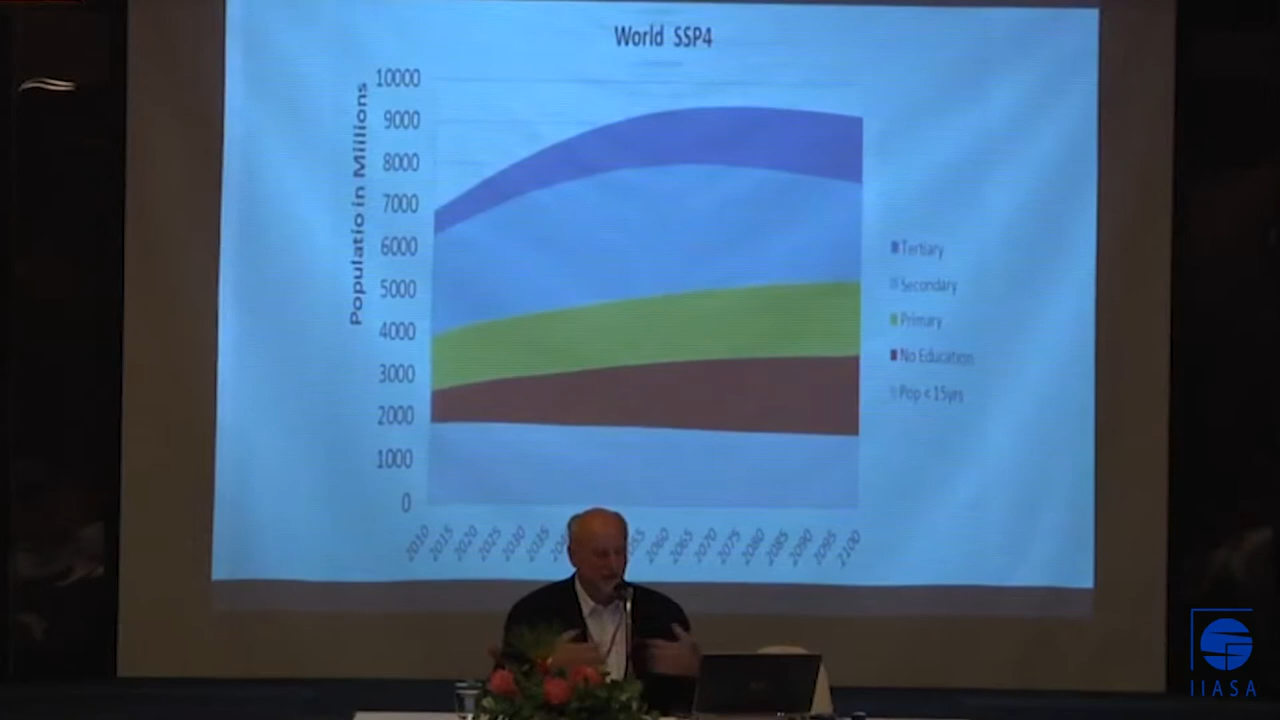 World SSP4
Populatio in Millions
10000
9000
8000
7000
6000
5000
4000
3000
2000
1000
0
2010 2015 2020 2025 2030 2035 2060 2065 2070 2075 2080 2085 2090 2095 2100
Tertiary
Secondary
Primary
No Education
Pop < 15yrs
IIASA